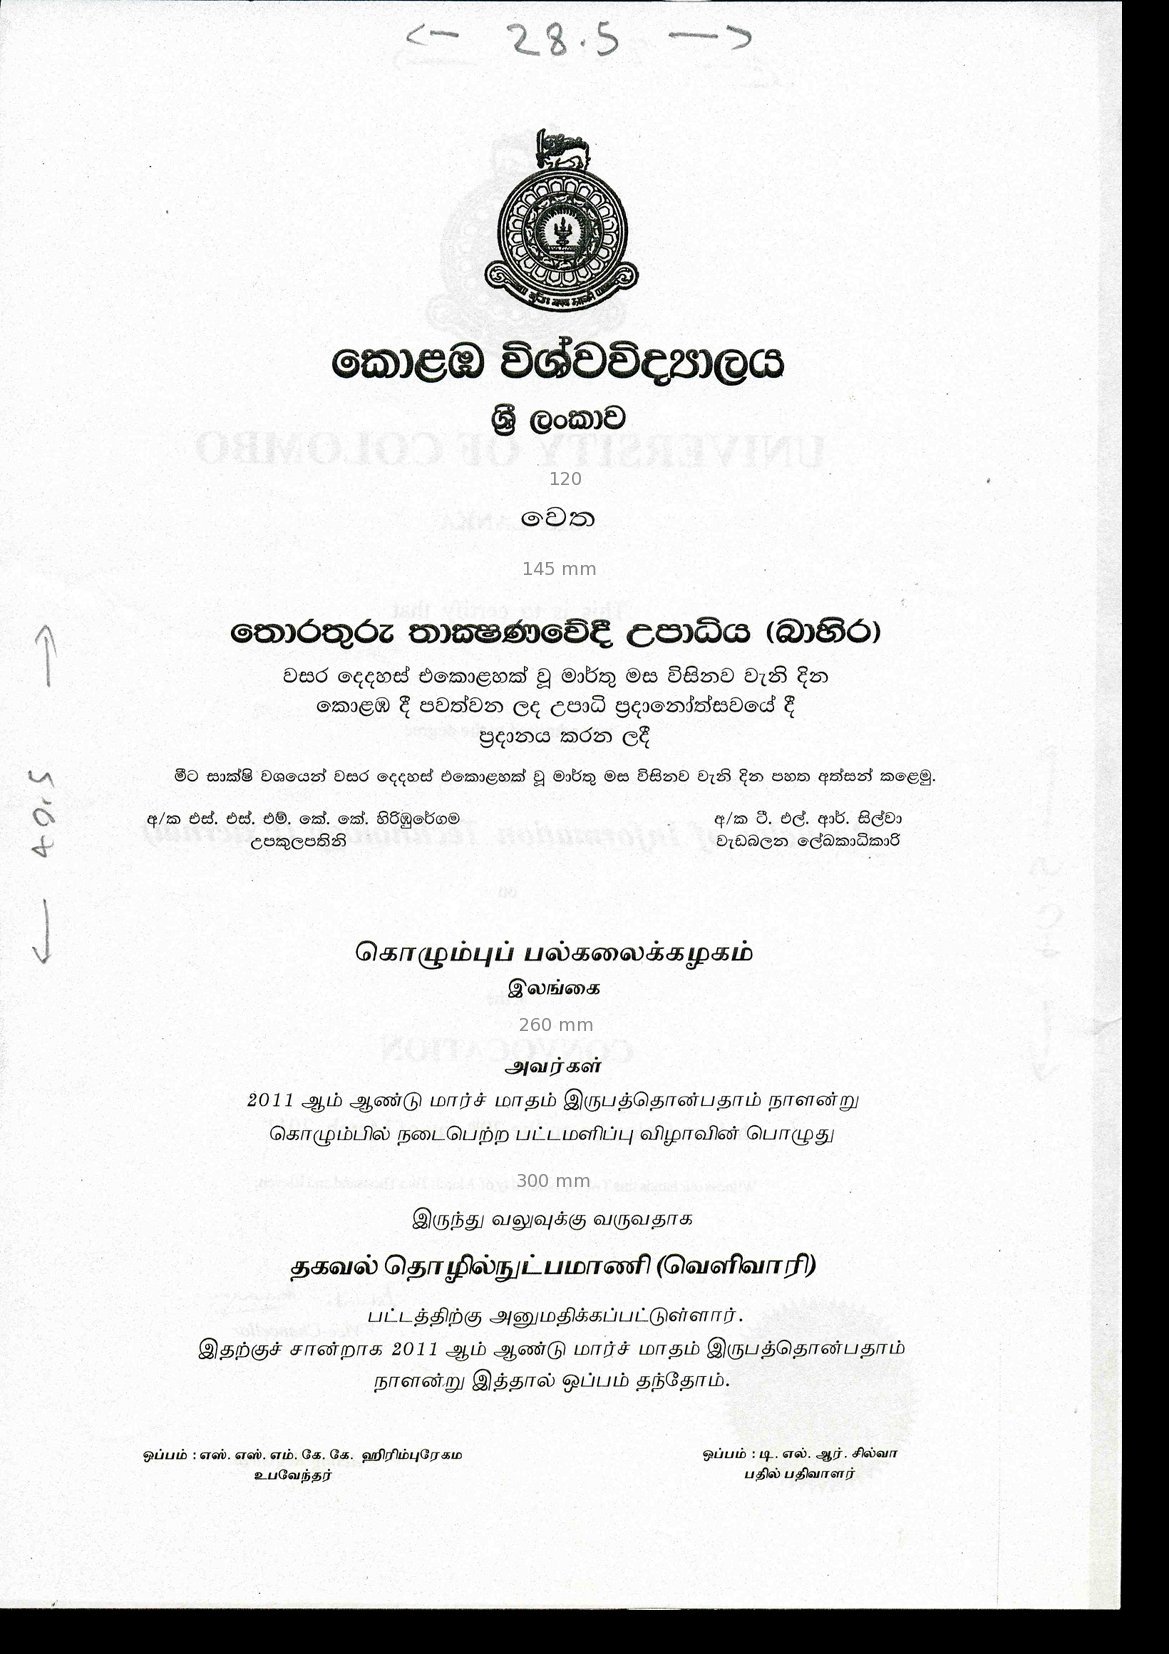 <- 28.5 ->
කොළඹ විශ්වවිද්‍යාලය
ශ්‍රී ලංකාව
120
වෙත
145 mm
තොරතුරු තාක්ෂණවේදී උපාධිය (බාහිර)
වසර දෙදහස් එකොළහක් වූ මාර්තු මස විසිනව වැනි දින
කොළඹ දී පවත්වන ලද උපාධි ප්‍රදානෝත්සවයේ දී
ප්‍රදානය කරන ලදී
මීට සාක්ෂි වශයෙන් වසර දෙදහස් එකොළහක් වූ මාර්තු මස විසිනව වැනි දින පහත අත්සන් කළෙමු.
අ/ක එස්. එස්. එම්. කේ. කේ. හිරිඹුරේගම
උපකුලපතිනි
අ/ක ටී. එල්. ආර්. සිල්වා
වැඩබලන ලේඛකාධිකාරි
<- 40.5 ->
கொழும்புப் பல்கலைக்கழகம்
இலங்கை
260 mm
அவர்கள்
2011 ஆம் ஆண்டு மார்ச் மாதம் இருபத்தொன்பதாம் நாளன்று
கொழும்பில் நடைபெற்ற பட்டமளிப்பு விழாவின் பொழுது
300 mm
இருந்து வலுவுக்கு வருவதாக
தகவல் தொழில்நுட்பமாணி (வெளிவாரி)
பட்டத்திற்கு அனுமதிக்கப்பட்டுள்ளார்.
இதற்குச் சான்றாக 2011 ஆம் ஆண்டு மார்ச் மாதம் இருபத்தொன்பதாம்
நாளன்று இத்தால் ஒப்பம் தந்தோம்.
ஒப்பம் : எஸ். எஸ். எம். கே. கே. ஹிரிம்புரேகம
உபவேந்தர்
ஒப்பம் : டி. எல். ஆர். சில்வா
பதில் பதிவாளர்